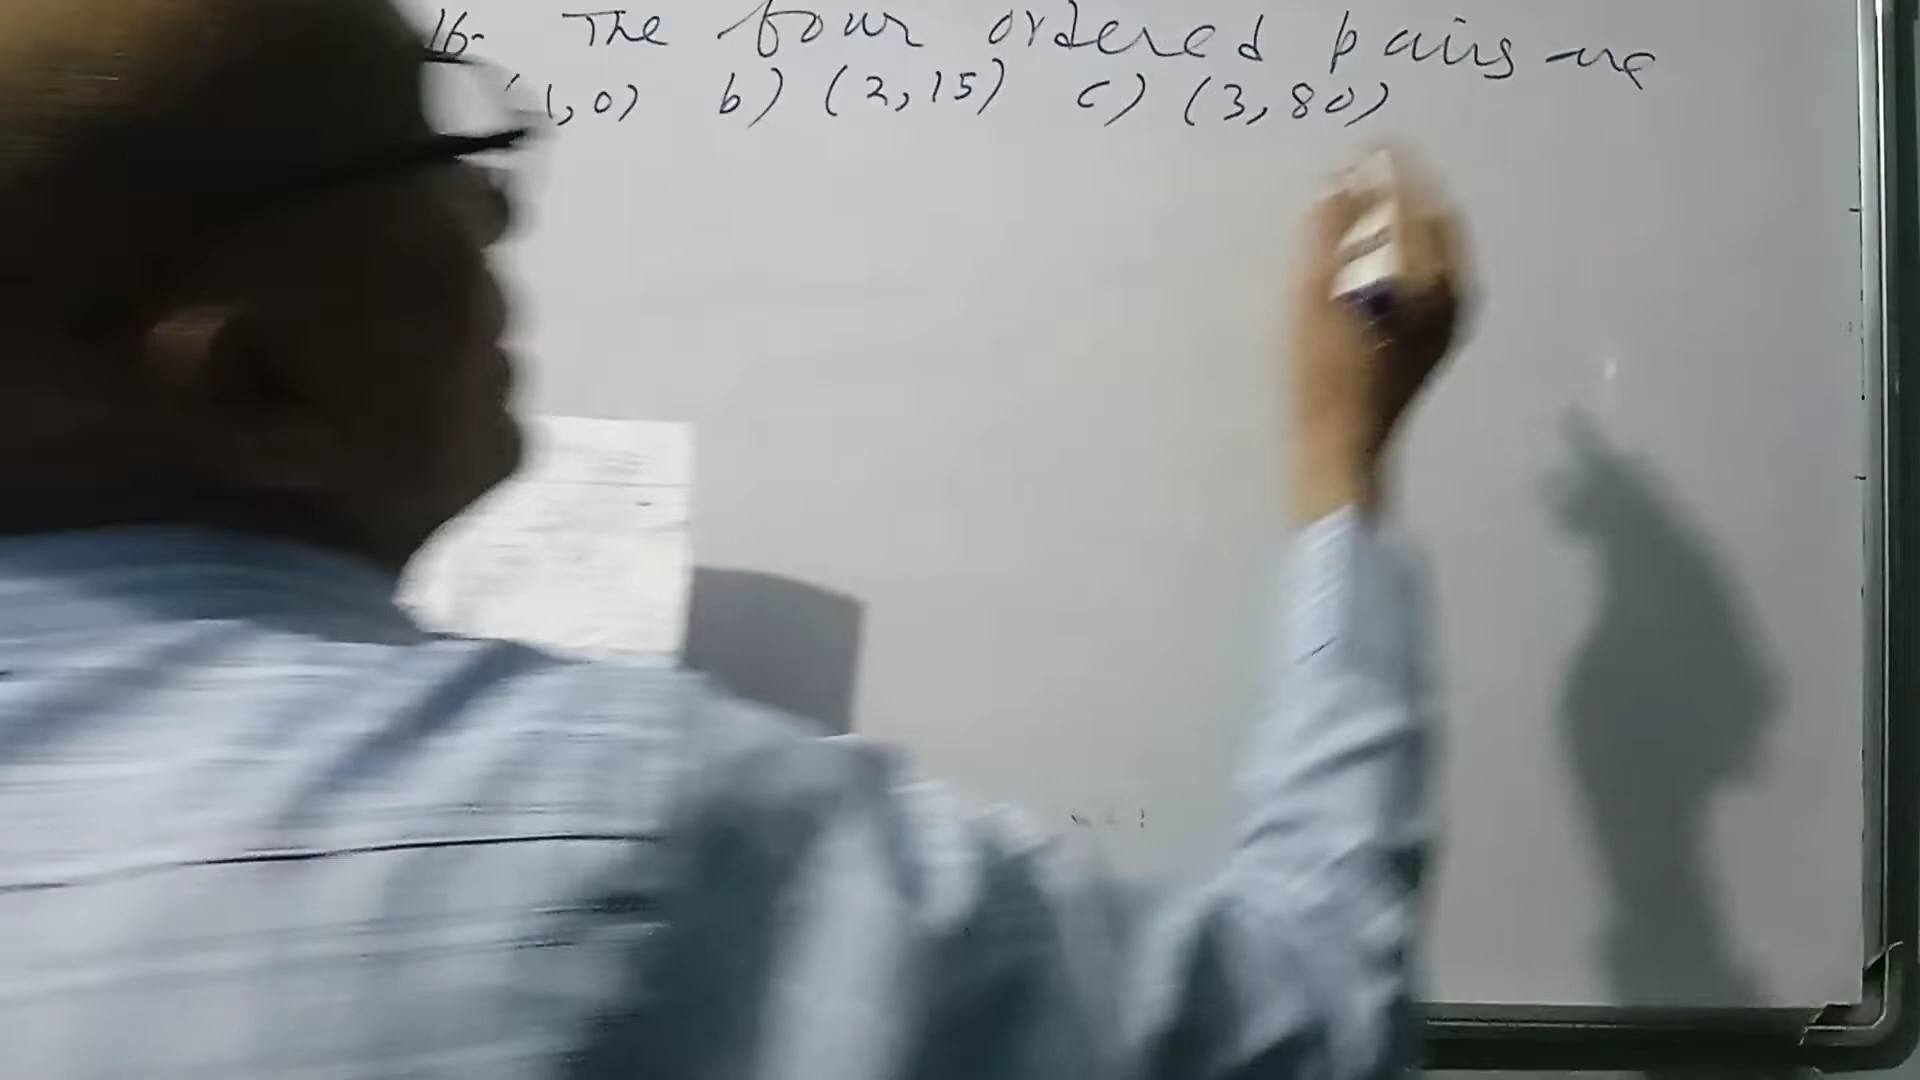 16- The four ordered pairs are
(1,0) b) (2,15) c) (3,80)